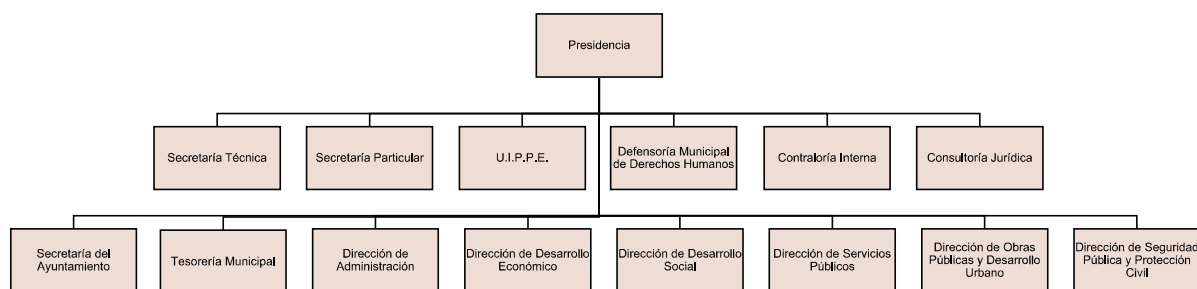 Presidencia
Secretaría Técnica
Secretaría Particular
U.I.P.P.E.
Defensoría Municipal
de Derechos Humanos
Contraloría Interna
Consultoría Jurídica
Secretaría del
Ayuntamiento
Tesorería Municipal
Dirección de
Administración
Dirección de Desarrollo
Económico
Dirección de Desarrollo
Social
Dirección de Servicios
Públicos
Dirección de Obras
Públicas y Desarrollo
Urbano
Dirección de Seguridad
Pública y Protección
Civil